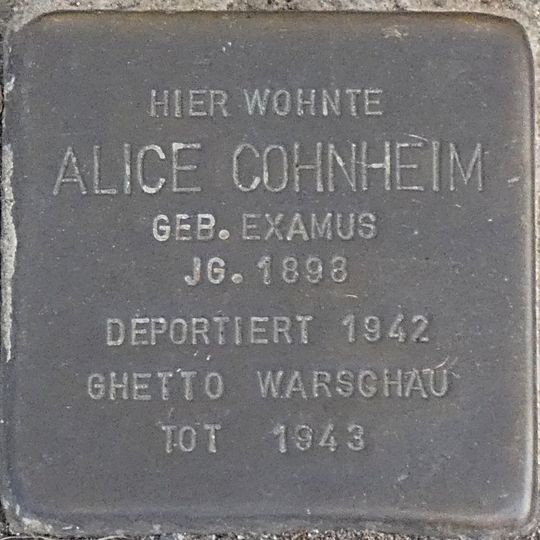 HIER WOHNTE
ALICE COHNHEIM
GEB. EXAMUS
JG. 1898
DEPORTIERT 1942
GHETTO WARSCHAU
TOT 1943